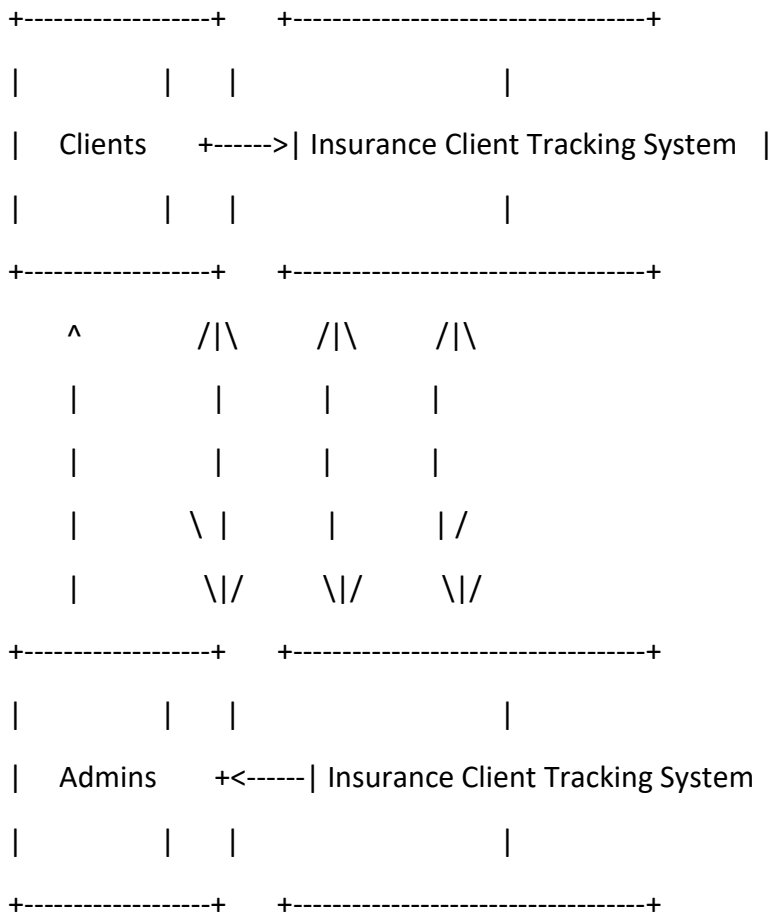 +-------------------+ +------------------------------------+
| | | |
| Clients +------>| Insurance Client Tracking System |
| | | |
+-------------------+ +------------------------------------+
^ /|\ /|\ /|\
| | | |
| | | |
| \ | | | /
| \|/ \|/ \|/
+-------------------+ +------------------------------------+
| | | |
| Admins +<------| Insurance Client Tracking System
| | | |
+-------------------+ +------------------------------------+